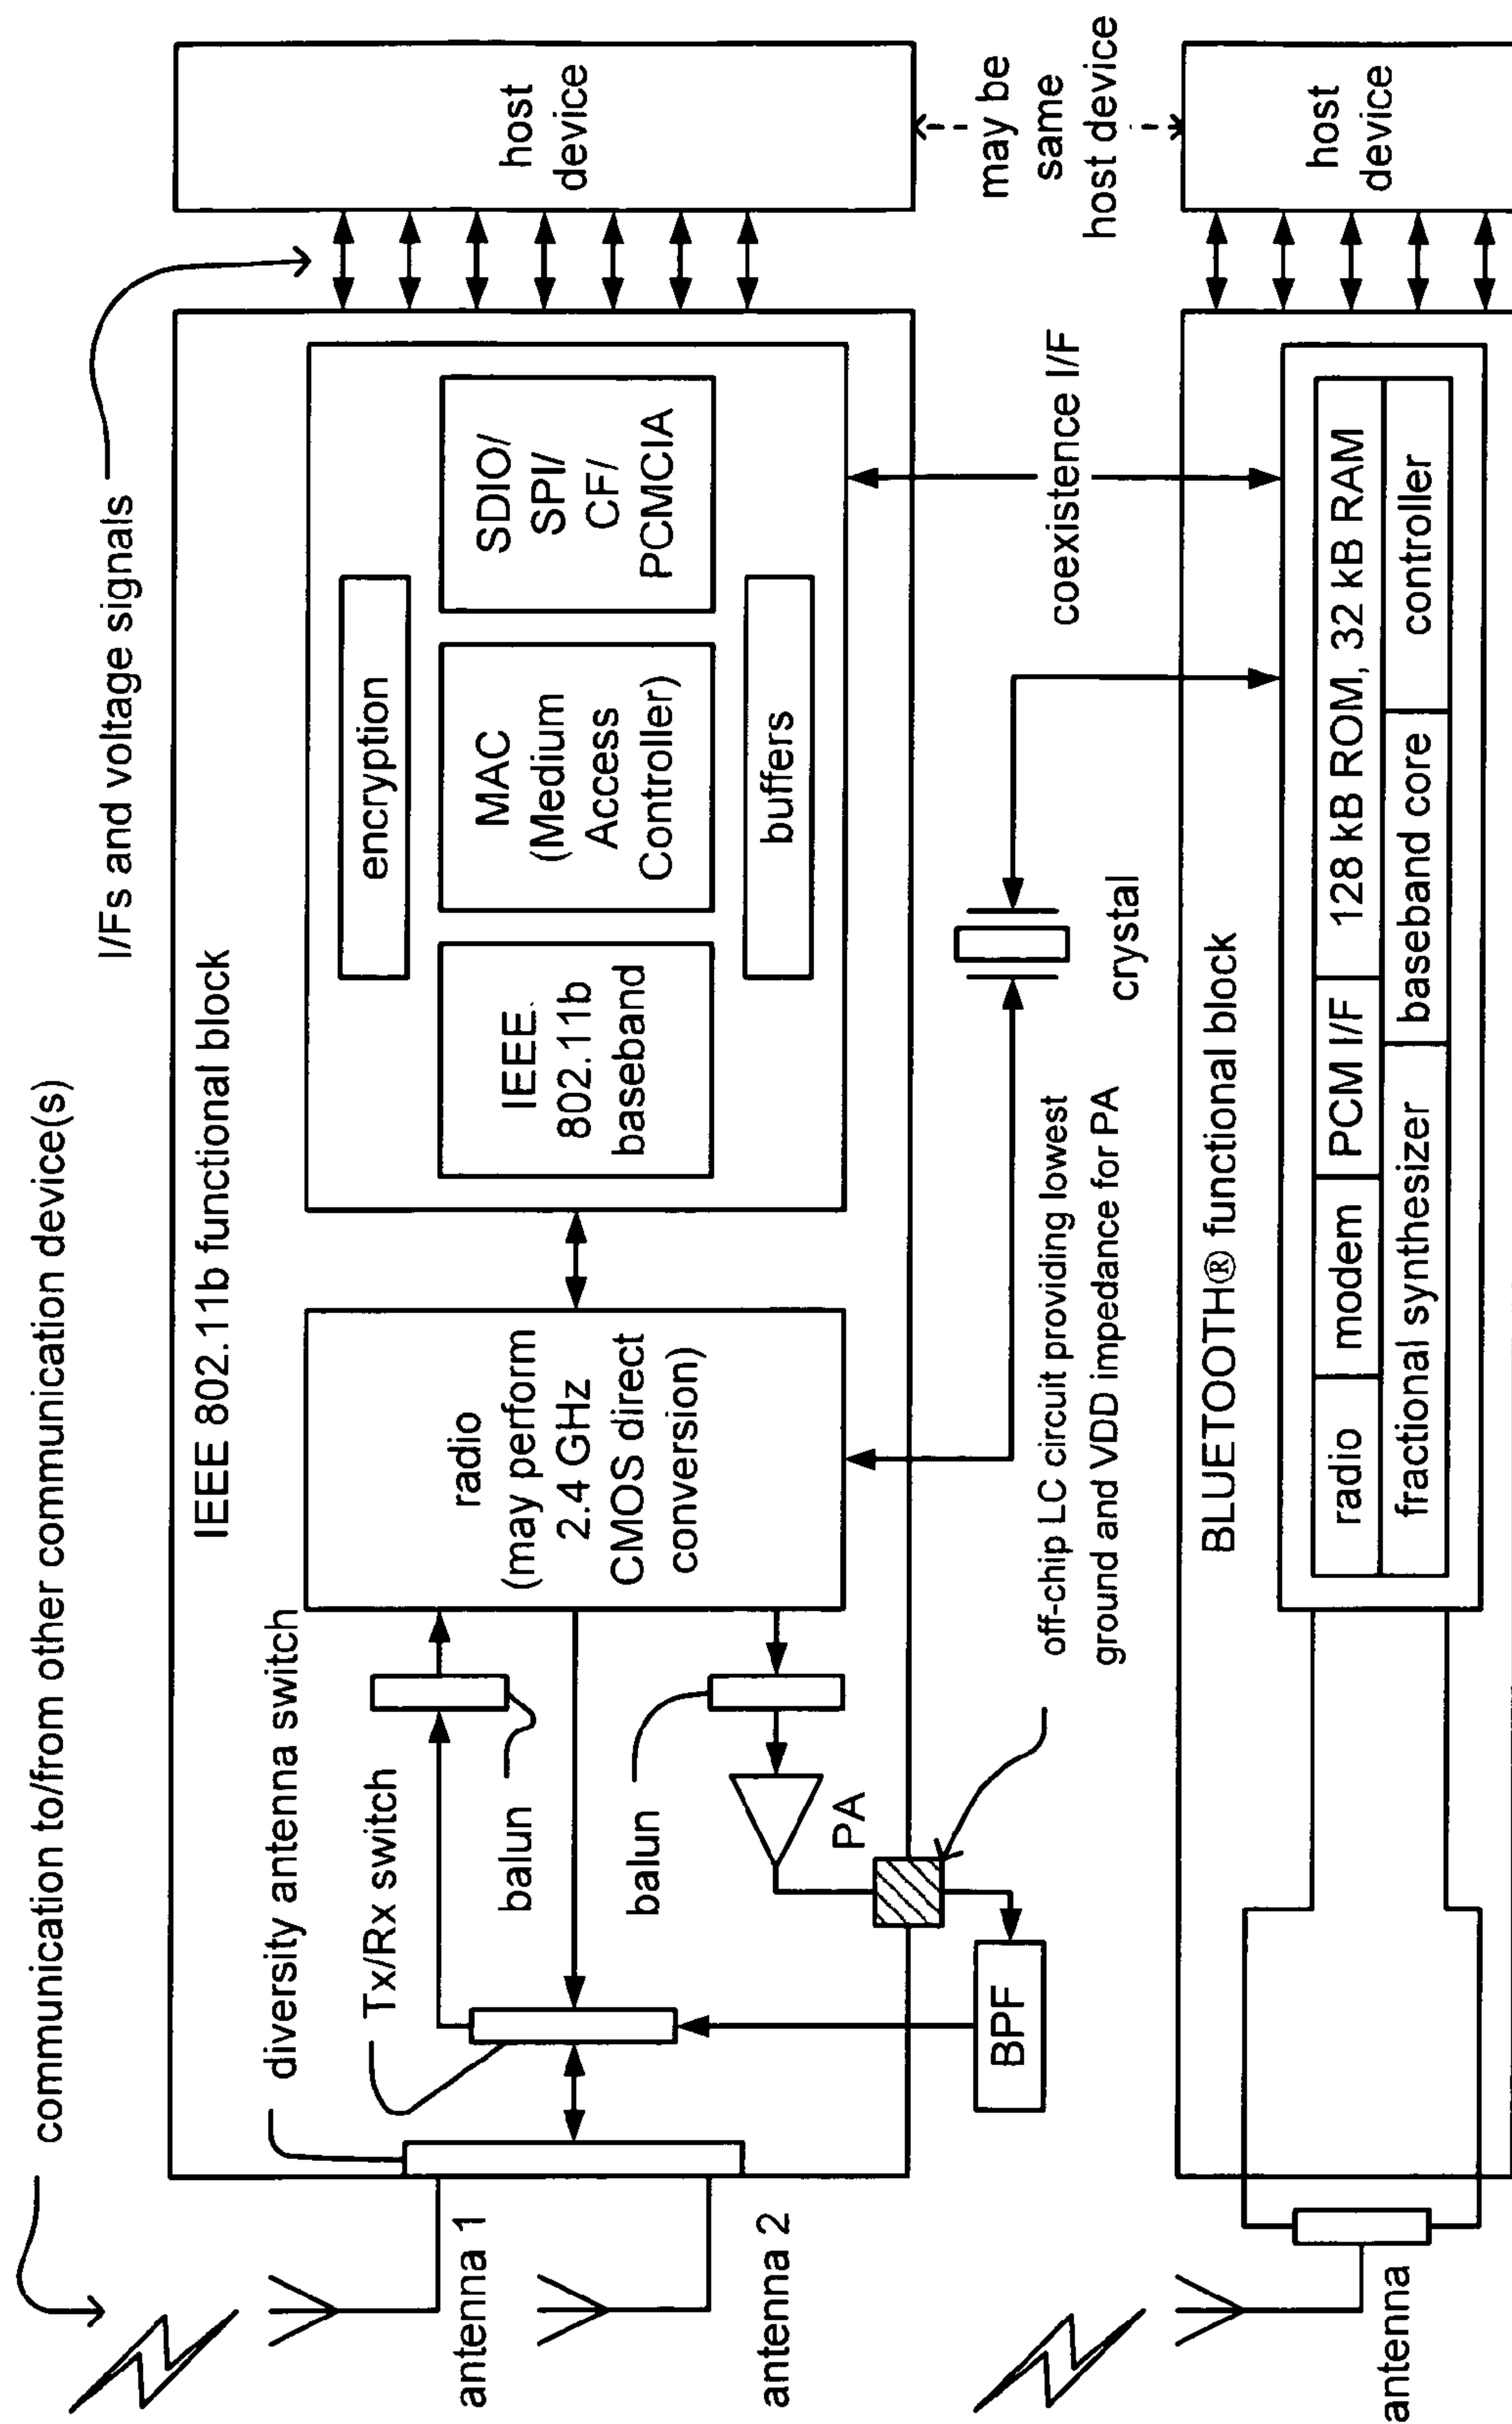 communication to/from other communication device(s)
I/Fs and voltage signals
IEEE 802.11b functional block
diversity antenna switch
Tx/Rx switch
antenna 1
antenna 2
balun
balun
PA
BPF
radio
(may perform
2.4 GHz
CMOS direct
conversion)
IEEE
802.11b
baseband
encryption
MAC
(Medium
Access
Controller)
buffers
SDIO/
SPI/
CF/
PCMCIA
host
device
off-chip LC circuit providing lowest
ground and VDD impedance for PA
crystal
coexistence I/F
may be
same
host device
BLUETOOTH® functional block
antenna
radio
modem
PCM I/F
128 kB ROM, 32 kB RAM
fractional synthesizer
baseband core
controller
host
device